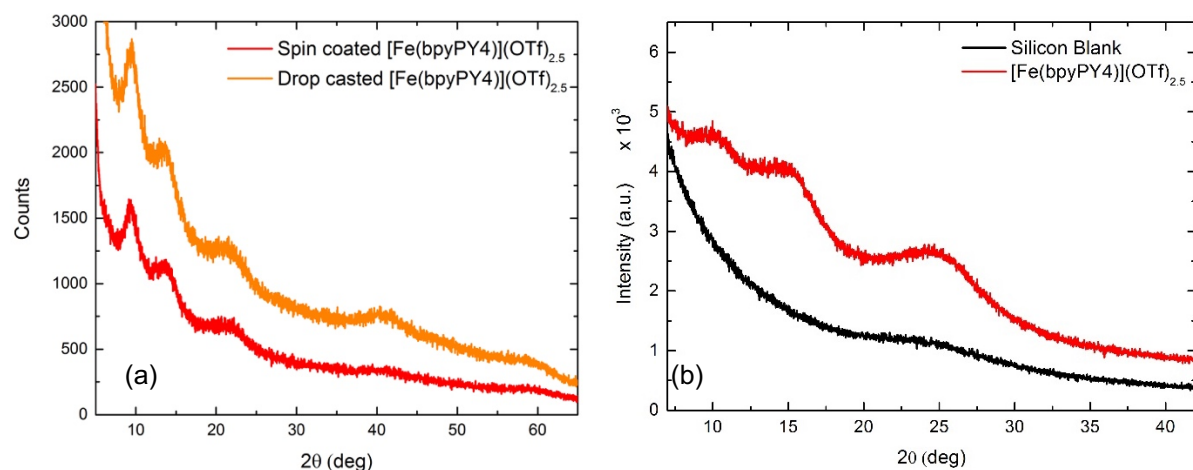 3000
2500
2000
1500
1000
500
0
Counts
Spin coated [Fe(bpyPY4)](OTf)2.5
Drop casted [Fe(bpyPY4)](OTf)2.5
(a)
10 20 30 40 50 60
2θ (deg)
6
5
4
3
2
1
0
Intensity (a.u.) x 10³
Silicon Blank
[Fe(bpyPY4)](OTf)2.5
(b)
10 15 20 25 30 35 40
2θ (deg)